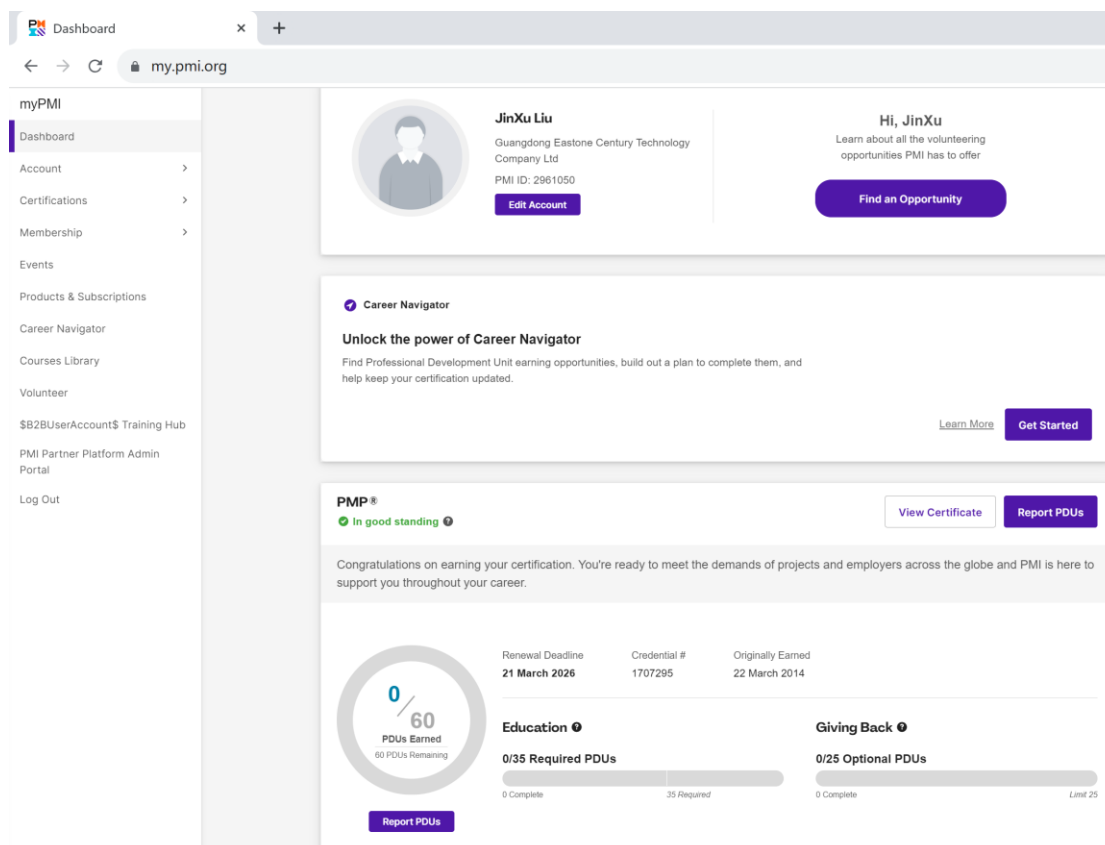 Dashboard
my.pmi.org
myPMI
Dashboard
Account
Certifications
Membership
Events
Products & Subscriptions
Career Navigator
Courses Library
Volunteer
$B2BUserAccount$ Training Hub
PMI Partner Platform Admin
Portal
Log Out
JinXu Liu
Guangdong Eastone Century Technology
Company Ltd
PMI ID: 2961050
Edit Account
Hi, JinXu
Learn about all the volunteering
opportunities PMI has to offer
Find an Opportunity
Career Navigator
Unlock the power of Career Navigator
Find Professional Development Unit earning opportunities, build out a plan to complete them, and
help keep your certification updated.
Learn More
Get Started
PMP®
In good standing
View Certificate
Report PDUs
Congratulations on earning your certification. You're ready to meet the demands of projects and employers across the globe and PMI is here to
support you throughout your career.
0/60
PDUs Earned
60 PDUs Remaining
Report PDUs
Renewal Deadline
21 March 2026
Credential #
1707295
Originally Earned
22 March 2014
Education
0/35 Required PDUs
0 Complete
35 Required
Giving Back
0/25 Optional PDUs
0 Complete
Limit 25